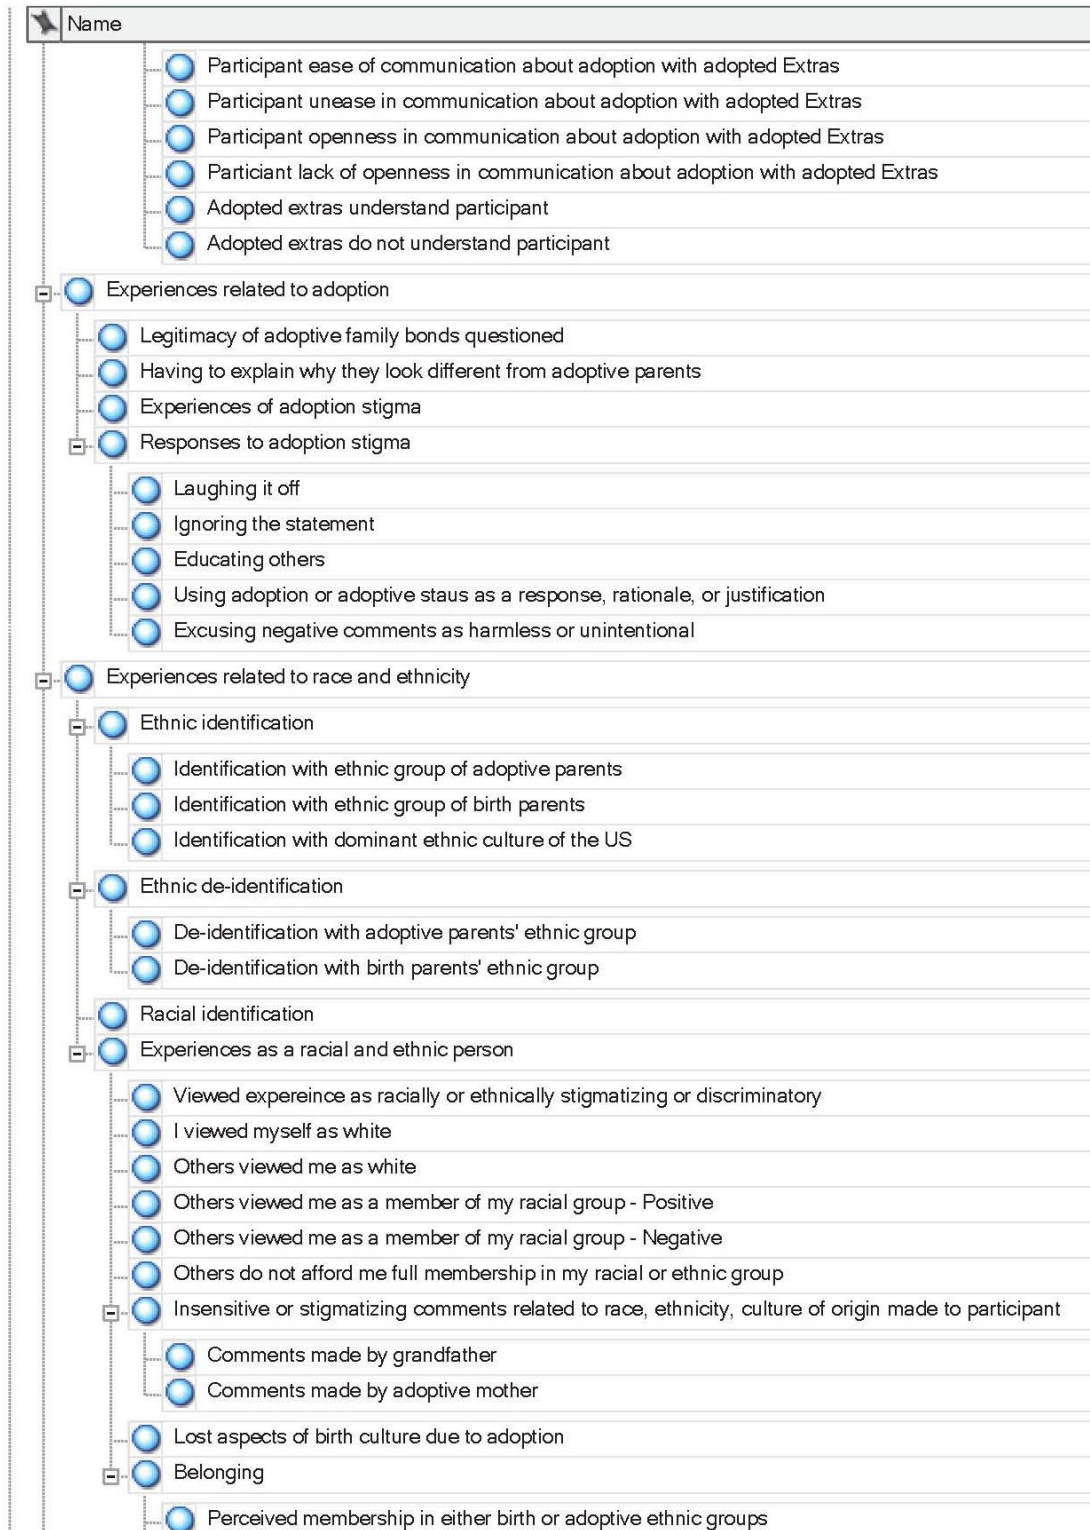 Name
Participant ease of communication about adoption with adopted Extras
Participant unease in communication about adoption with adopted Extras
Participant openness in communication about adoption with adopted Extras
Particiant lack of openness in communication about adoption with adopted Extras
Adopted extras understand participant
Adopted extras do not understand participant
Experiences related to adoption
Legitimacy of adoptive family bonds questioned
Having to explain why they look different from adoptive parents
Experiences of adoption stigma
Responses to adoption stigma
Laughing it off
Ignoring the statement
Educating others
Using adoption or adoptive staus as a response, rationale, or justification
Excusing negative comments as harmless or unintentional
Experiences related to race and ethnicity
Ethnic identification
Identification with ethnic group of adoptive parents
Identification with ethnic group of birth parents
Identification with dominant ethnic culture of the US
Ethnic de-identification
De-identification with adoptive parents' ethnic group
De-identification with birth parents' ethnic group
Racial identification
Experiences as a racial and ethnic person
Viewed expereince as racially or ethnically stigmatizing or discriminatory
I viewed myself as white
Others viewed me as white
Others viewed me as a member of my racial group - Positive
Others viewed me as a member of my racial group - Negative
Others do not afford me full membership in my racial or ethnic group
Insensitive or stigmatizing comments related to race, ethnicity, culture of origin made to participant
Comments made by grandfather
Comments made by adoptive mother
Lost aspects of birth culture due to adoption
Belonging
Perceived membership in either birth or adoptive ethnic groups